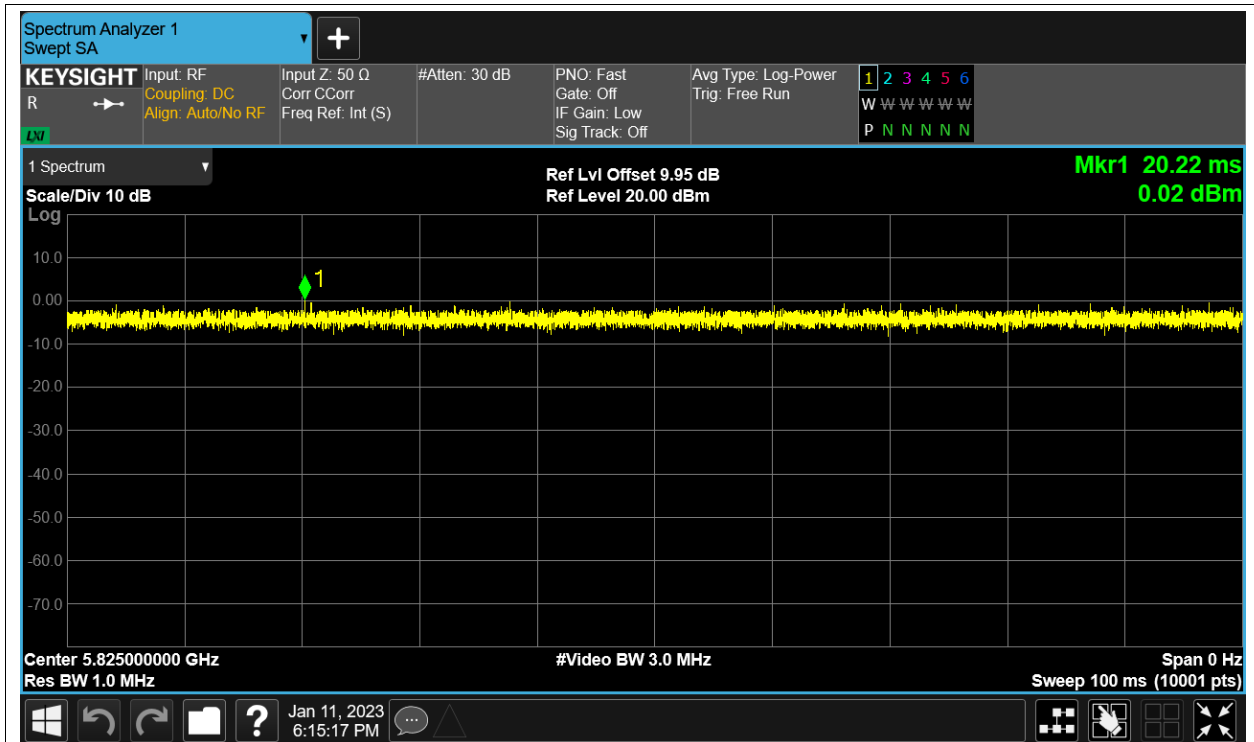 Spectrum Analyzer 1
Swept SA
+
KEYSIGHT
R
LXI
Input: RF
Coupling: DC
Align: Auto/No RF
Input Z: 50 Ω
Corr CCorr
Freq Ref: Int (S)
#Atten: 30 dB
PNO: Fast
Gate: Off
IF Gain: Low
Sig Track: Off
Avg Type: Log-Power
Trig: Free Run
1 2 3 4 5 6
W W W W W W
P N N N N N
1 Spectrum
Scale/Div 10 dB
Ref Lvl Offset 9.95 dB
Ref Level 20.00 dBm
Mkr1 20.22 ms
0.02 dBm
Log
10.0
1
0.00
-10.0
-20.0
-30.0
-40.0
-50.0
-60.0
-70.0
Center 5.825000000 GHz
Res BW 1.0 MHz
#Video BW 3.0 MHz
Span 0 Hz
Sweep 100 ms (10001 pts)
?
Jan 11, 2023
6:15:17 PM